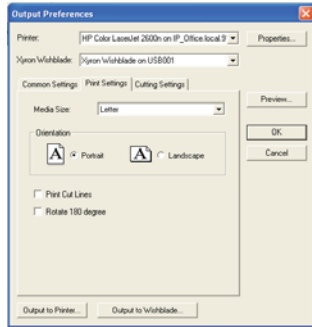 Output Preferences
Printer: HP Color LaserJet 2600n on IP_Office.local.9 Properties...
Xyron Wishblade: Xyron Wishblade on USB001
Common Settings Print Settings Cutting Settings
Preview...
Media Size: Letter
OK
Orientation
Cancel
A Portrait A Landscape
Print Cut Lines
Rotate 180 degree
Output to Printer... Output to Wishblade...